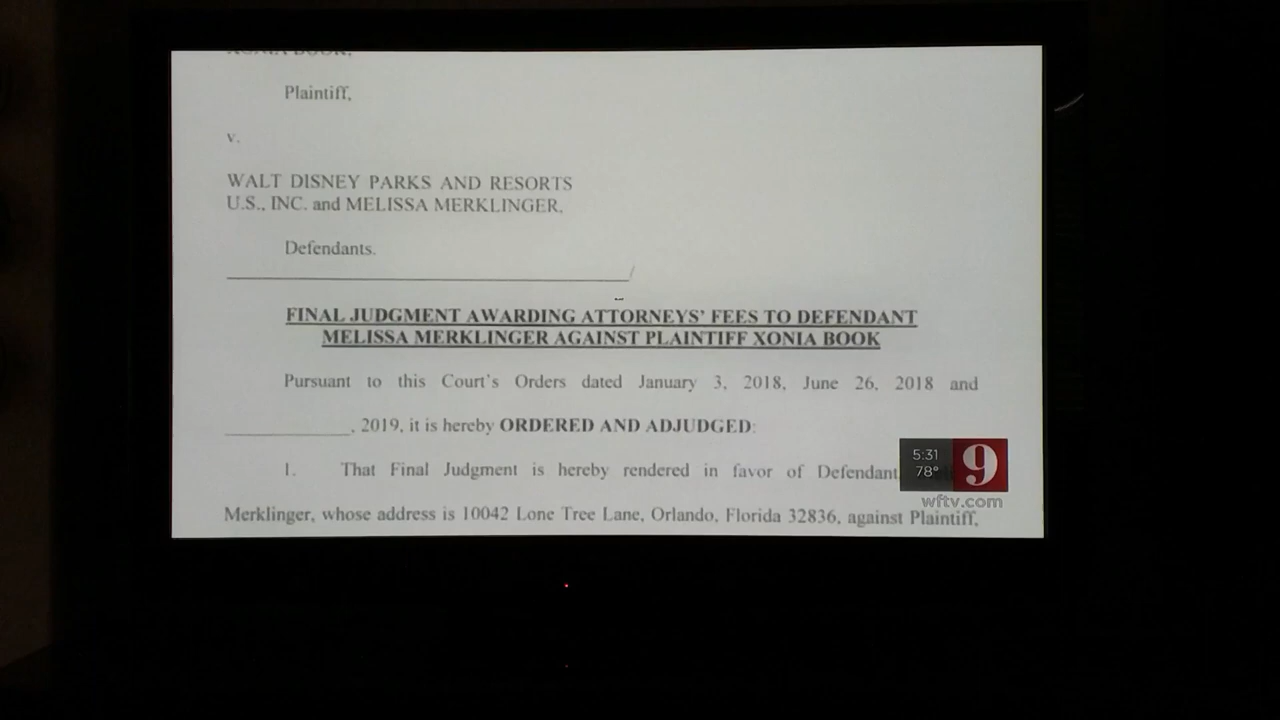 XONIA BOOK,
Plaintiff,
v.
WALT DISNEY PARKS AND RESORTS
U.S., INC. and MELISSA MERKLINGER,
Defendants.
/
FINAL JUDGMENT AWARDING ATTORNEYS' FEES TO DEFENDANT
MELISSA MERKLINGER AGAINST PLAINTIFF XONIA BOOK
Pursuant to this Court's Orders dated January 3, 2018, June 26, 2018 and
____________, 2019, it is hereby ORDERED AND ADJUDGED:
1. That Final Judgment is hereby rendered in favor of Defendant,
Merklinger, whose address is 10042 Lone Tree Lane, Orlando, Florida 32836, against Plaintiff,
5:31
78°
9
wftv.com